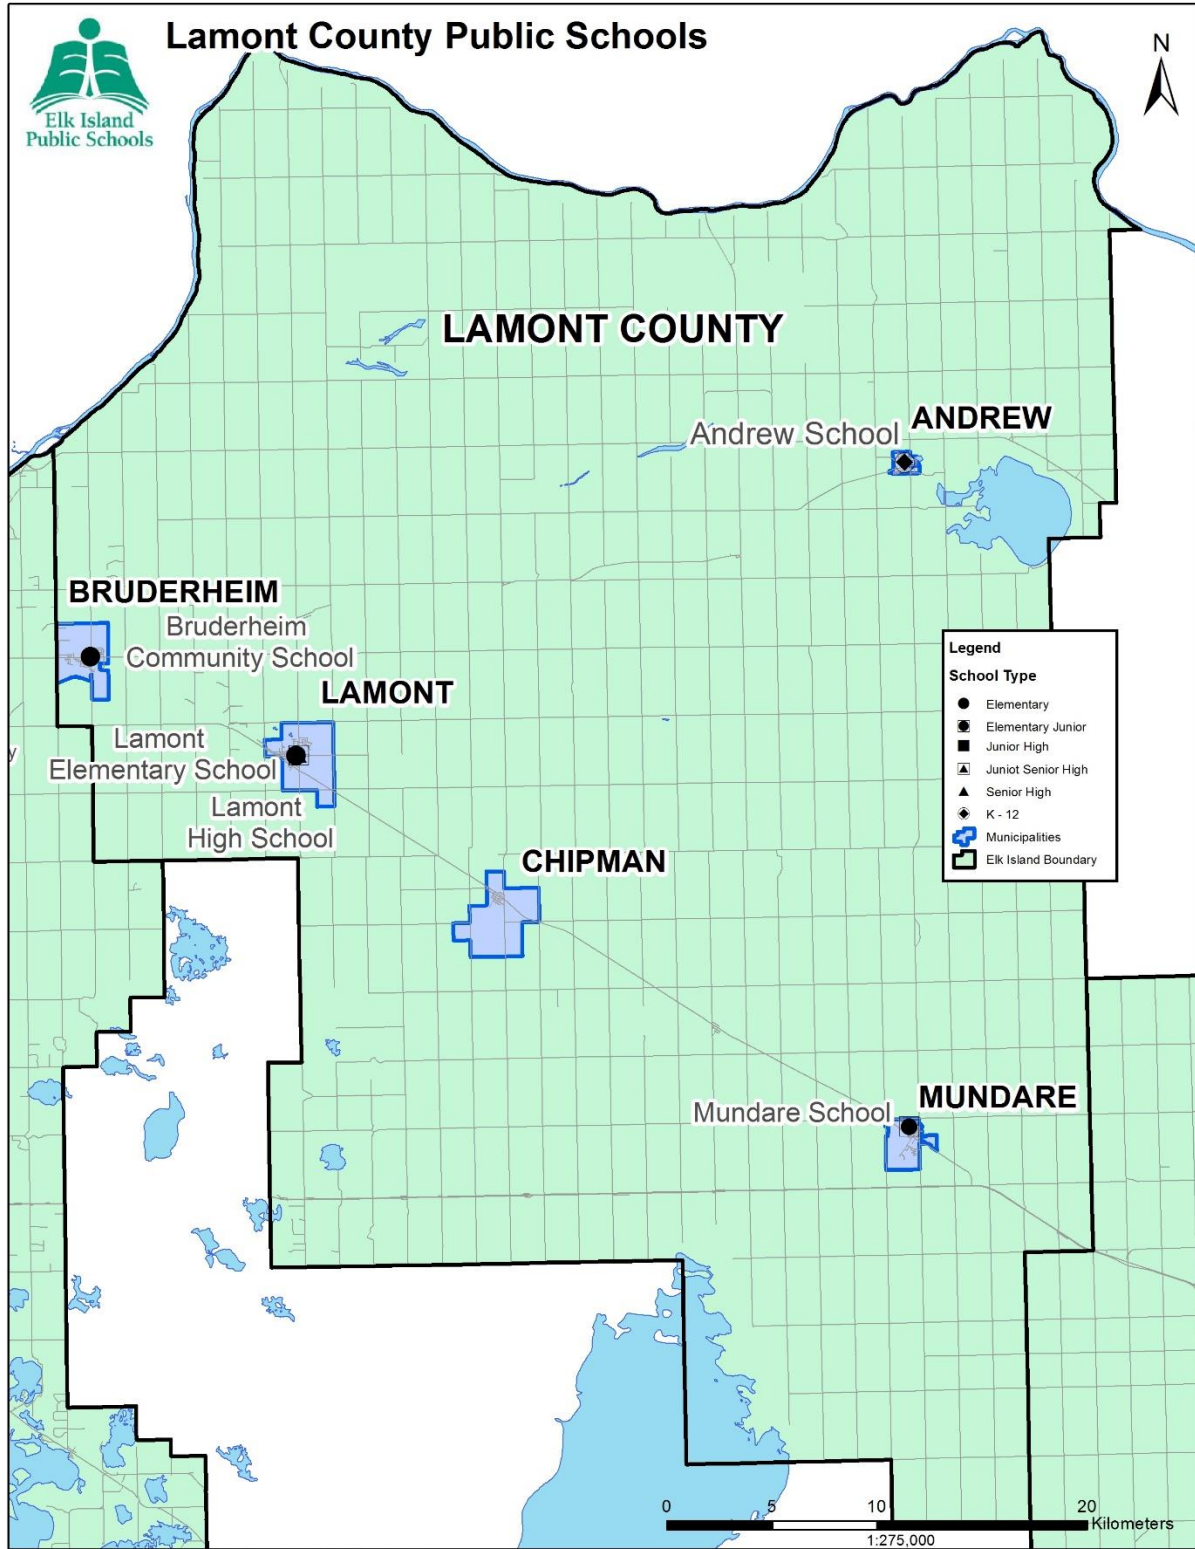 Lamont County Public Schools
Elk Island
Public Schools
N
LAMONT COUNTY
ANDREW
Andrew School
BRUDERHEIM
Bruderheim
Community School
LAMONT
Lamont
Elementary School
Lamont
High School
y
CHIPMAN
MUNDARE
Mundare School
Legend
School Type
Elementary
Elementary Junior
Junior High
Juniot Senior High
Senior High
K - 12
Municipalities
Elk Island Boundary
0 5 10 20
Kilometers
1:275,000